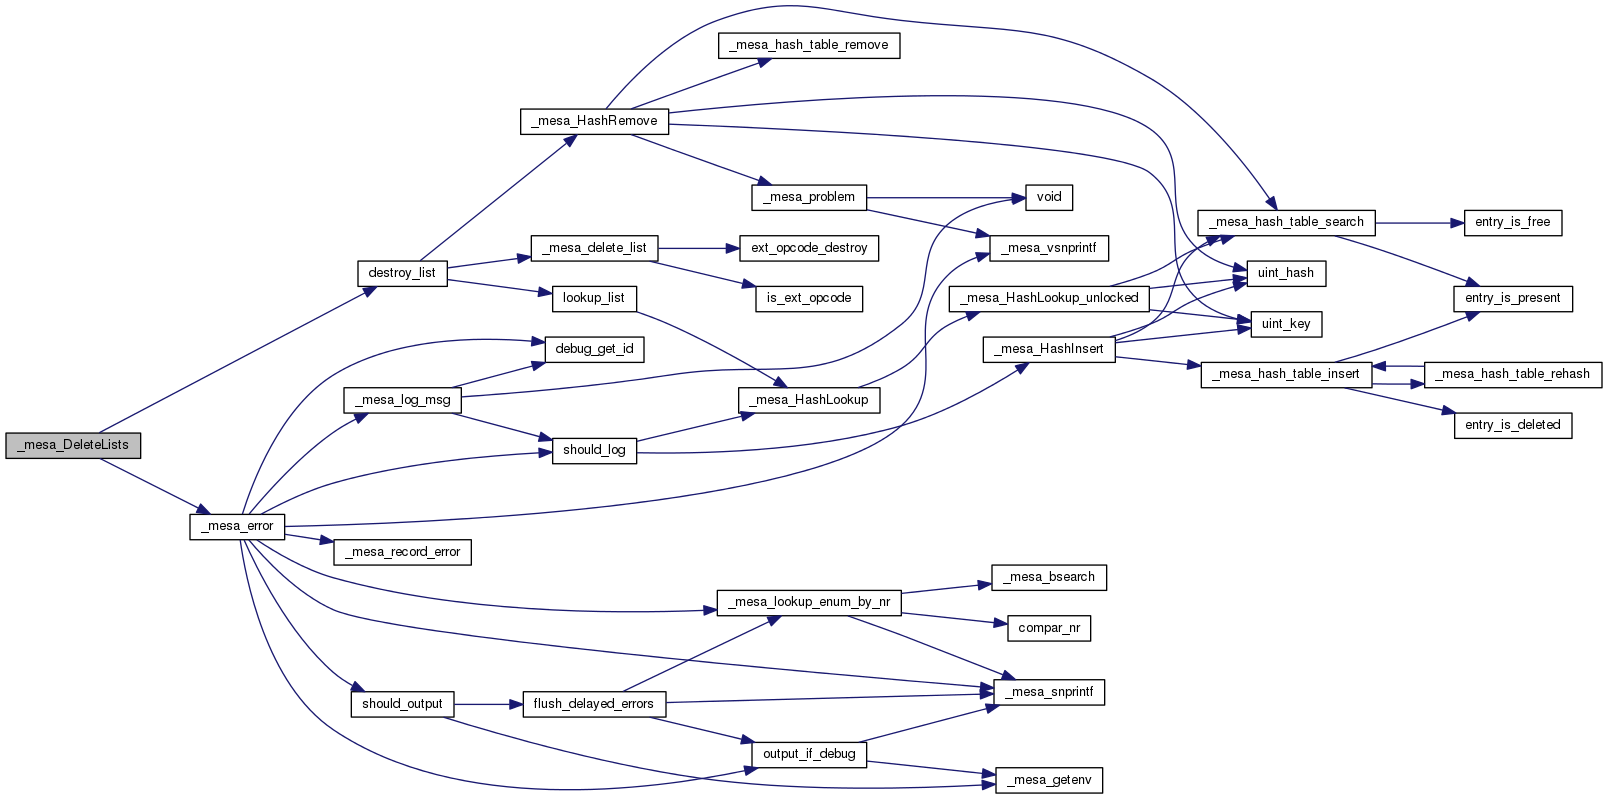 _mesa_DeleteLists
destroy_list
_mesa_error
_mesa_HashRemove
_mesa_hash_table_remove
_mesa_problem
void
_mesa_vsnprintf
_mesa_delete_list
ext_opcode_destroy
is_ext_opcode
lookup_list
debug_get_id
_mesa_log_msg
should_log
_mesa_HashLookup
_mesa_HashLookup_unlocked
_mesa_HashInsert
_mesa_hash_table_search
uint_hash
uint_key
_mesa_hash_table_insert
entry_is_free
entry_is_present
_mesa_hash_table_rehash
entry_is_deleted
_mesa_record_error
_mesa_lookup_enum_by_nr
_mesa_bsearch
compar_nr
_mesa_snprintf
should_output
flush_delayed_errors
output_if_debug
_mesa_getenv